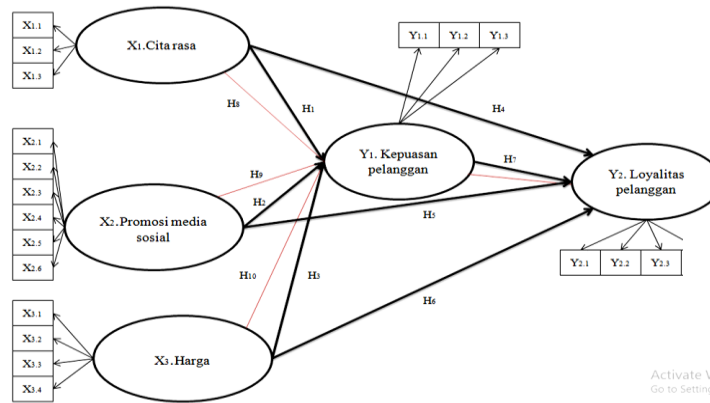 X1.1
X1.2
X1.3
X1.Cita rasa
Y1.1
Y1.2
Y1.3
H8
H1
H4
X2.1
X2.2
X2.3
X2.4
X2.5
X2.6
X2.Promosi media
sosial
H9
H2
Y1. Kepuasan
pelanggan
H7
H5
Y2. Loyalitas
pelanggan
Y2.1
Y2.2
Y2.3
H10
H3
H6
X3.1
X3.2
X3.3
X3.4
X3.Harga
Activate
Go to Setting